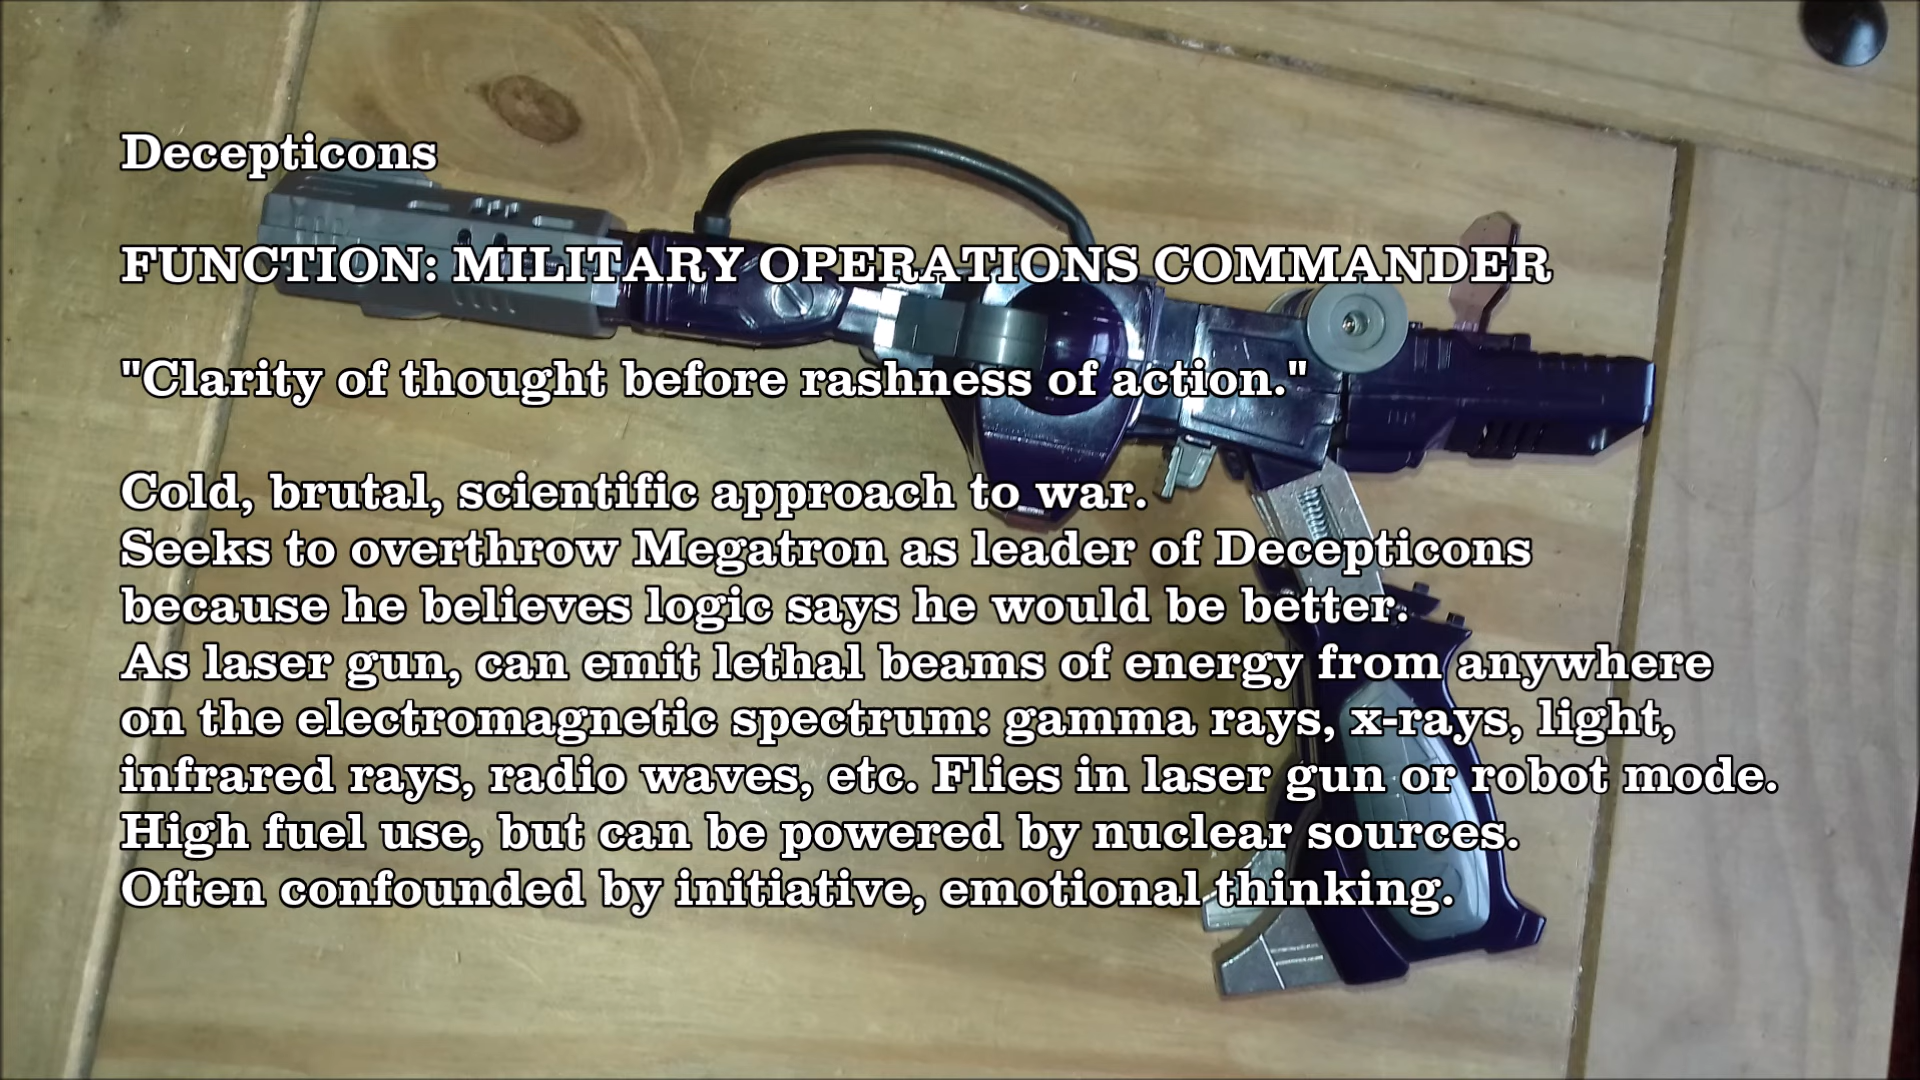 Decepticons
FUNCTION: MILITARY OPERATIONS COMMANDER
"Clarity of thought before rashness of action."
Cold, brutal, scientific approach to war.
Seeks to overthrow Megatron as leader of Decepticons
because he believes logic says he would be better.
As laser gun, can emit lethal beams of energy from anywhere
on the electromagnetic spectrum: gamma rays, x-rays, light,
infrared rays, radio waves, etc. Flies in laser gun or robot mode.
High fuel use, but can be powered by nuclear sources.
Often confounded by initiative, emotional thinking.